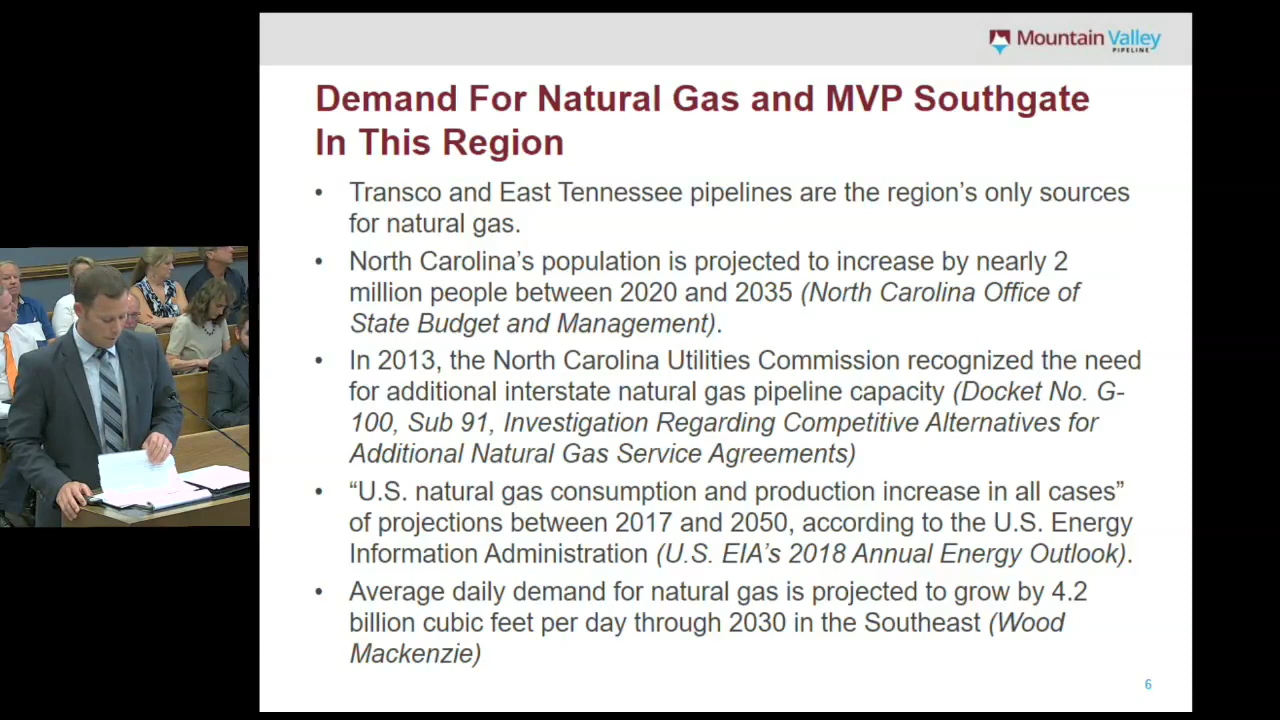 Mountain Valley
PIPELINE
Demand For Natural Gas and MVP Southgate
In This Region
• Transco and East Tennessee pipelines are the region's only sources
for natural gas.
• North Carolina's population is projected to increase by nearly 2
million people between 2020 and 2035 (North Carolina Office of
State Budget and Management).
• In 2013, the North Carolina Utilities Commission recognized the need
for additional interstate natural gas pipeline capacity (Docket No. G-
100, Sub 91, Investigation Regarding Competitive Alternatives for
Additional Natural Gas Service Agreements)
• “U.S. natural gas consumption and production increase in all cases”
of projections between 2017 and 2050, according to the U.S. Energy
Information Administration (U.S. EIA's 2018 Annual Energy Outlook).
• Average daily demand for natural gas is projected to grow by 4.2
billion cubic feet per day through 2030 in the Southeast (Wood
Mackenzie)
6